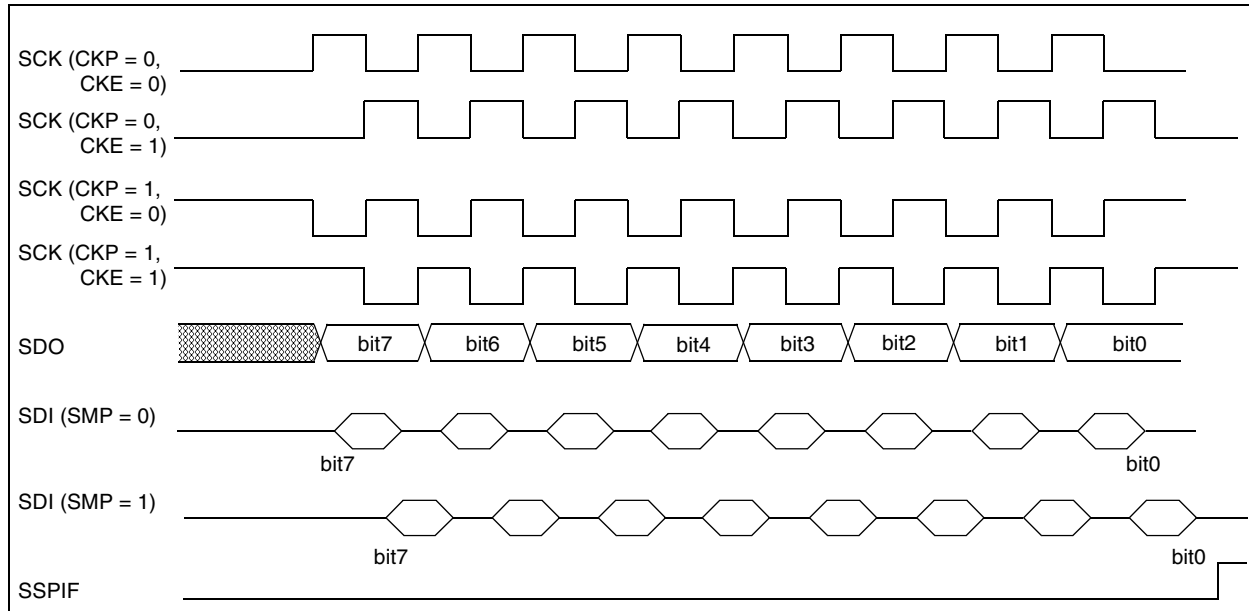 SCK (CKP = 0,
CKE = 0)
SCK (CKP = 0,
CKE = 1)
SCK (CKP = 1,
CKE = 0)
SCK (CKP = 1,
CKE = 1)
SDO bit7 bit6 bit5 bit4 bit3 bit2 bit1 bit0
SDI (SMP = 0)
bit7 bit0
SDI (SMP = 1)
bit7 bit0
SSPIF